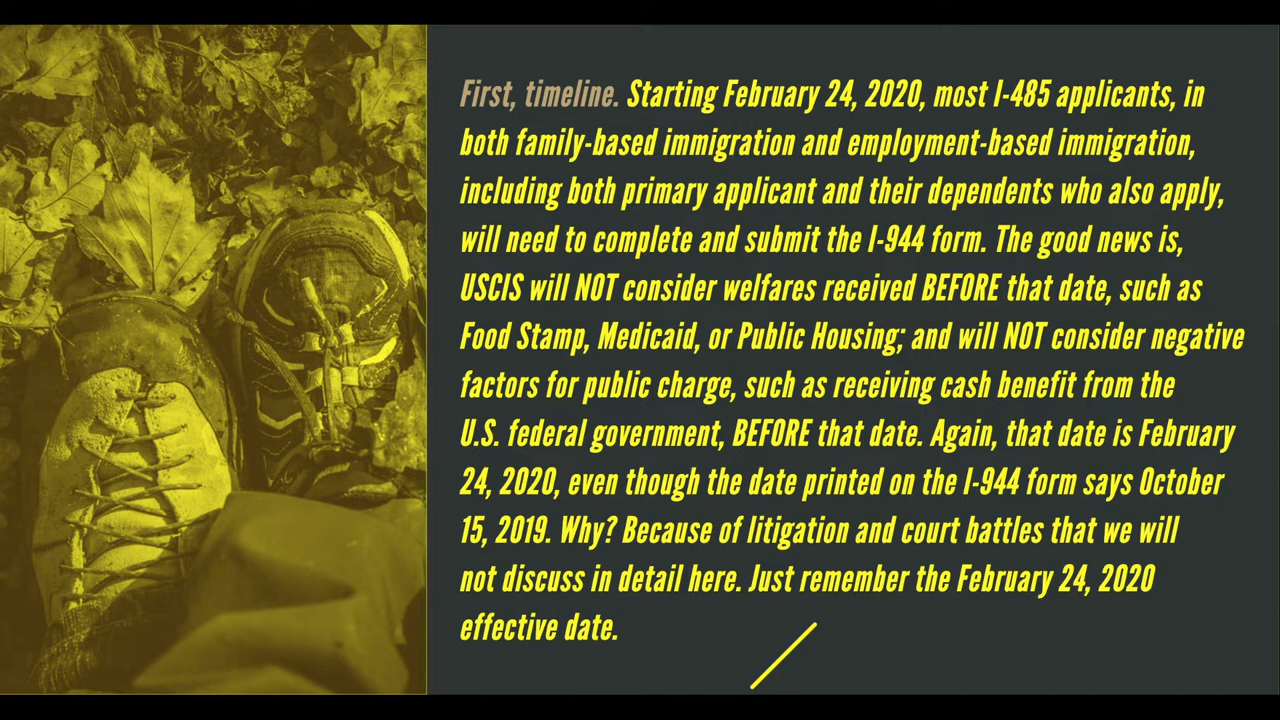 First, timeline. Starting February 24, 2020, most I-485 applicants, in
both family-based immigration and employment-based immigration,
including both primary applicant and their dependents who also apply,
will need to complete and submit the I-944 form. The good news is,
USCIS will NOT consider welfares received BEFORE that date, such as
Food Stamp, Medicaid, or Public Housing; and will NOT consider negative
factors for public charge, such as receiving cash benefit from the
U.S. federal government, BEFORE that date. Again, that date is February
24, 2020, even though the date printed on the I-944 form says October
15, 2019. Why? Because of litigation and court battles that we will
not discuss in detail here. Just remember the February 24, 2020
effective date.